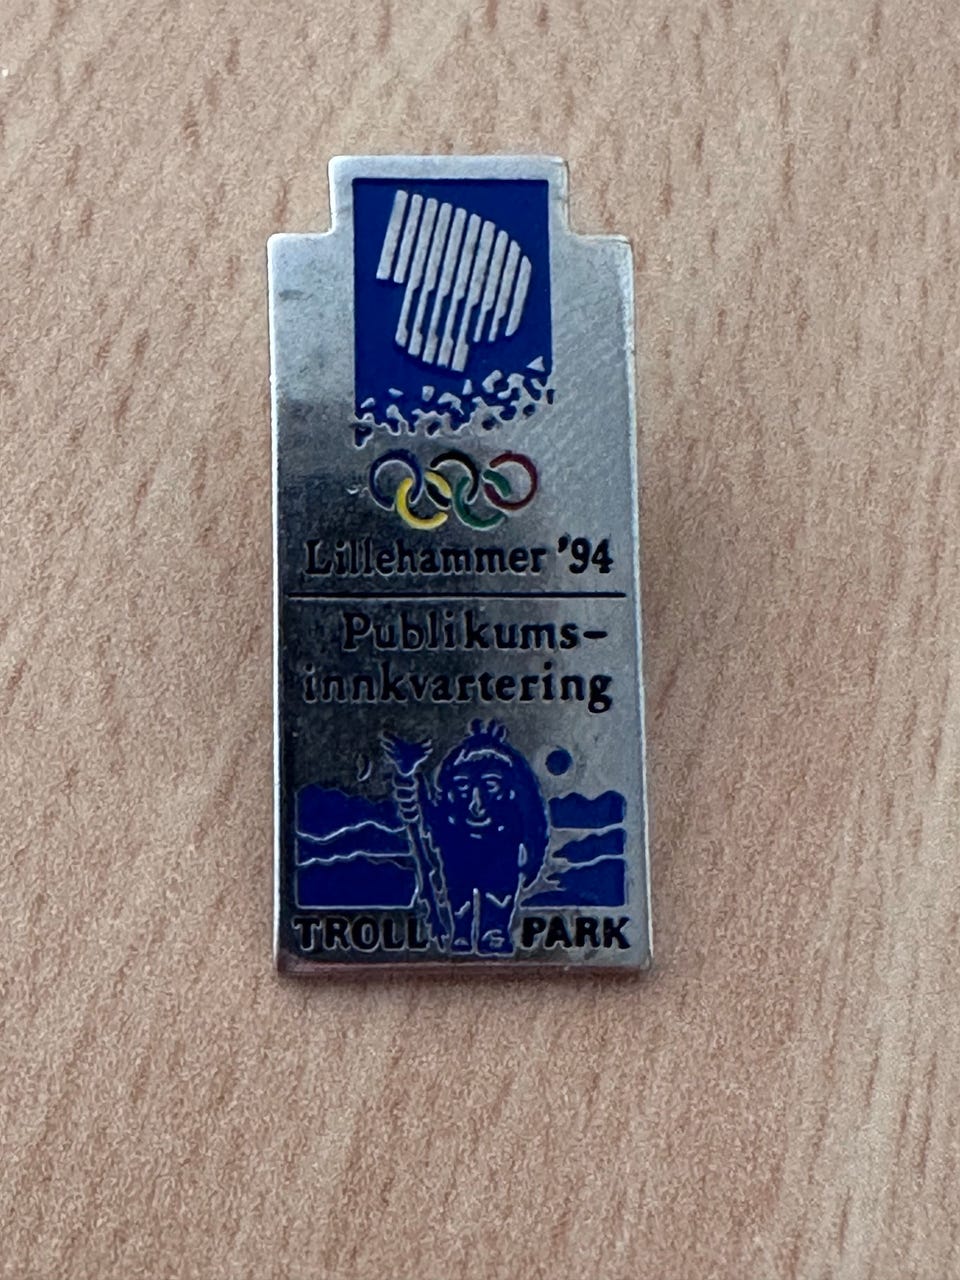 Lillehammer '94
Publikums-
innkvartering
TROLL PARK